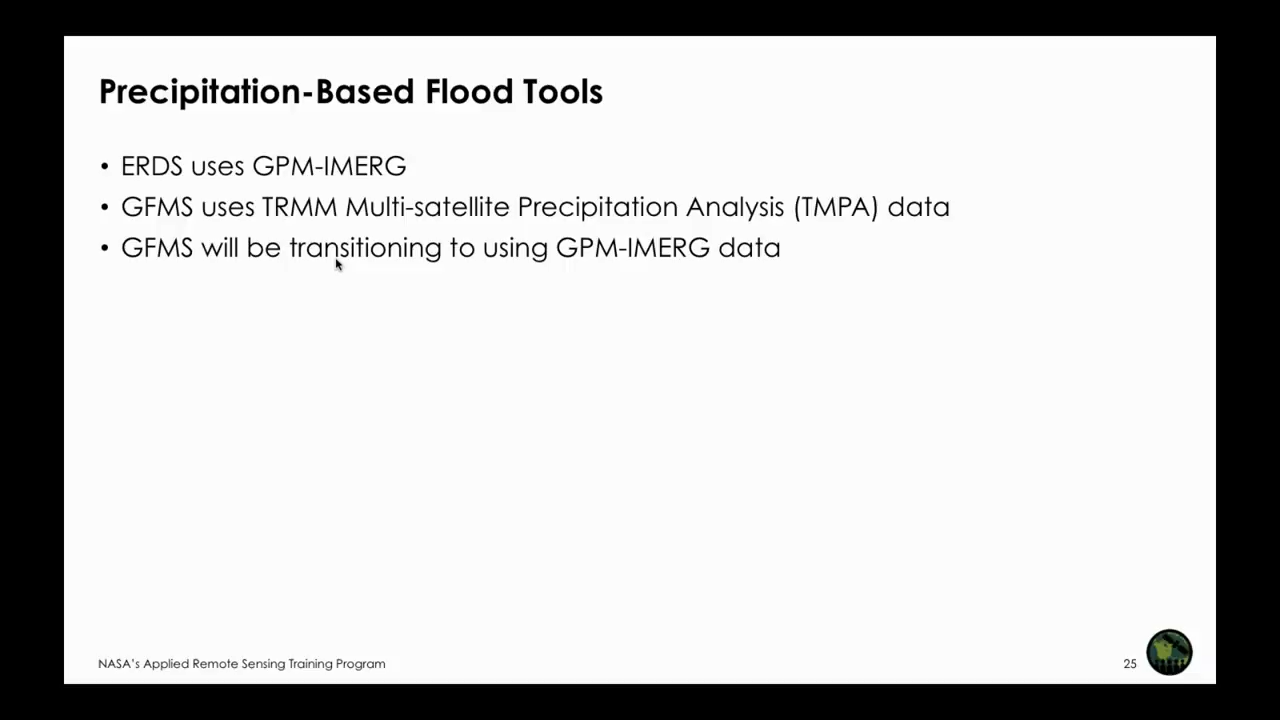 Precipitation-Based Flood Tools
• ERDS uses GPM-IMERG
• GFMS uses TRMM Multi-satellite Precipitation Analysis (TMPA) data
• GFMS will be transitioning to using GPM-IMERG data
NASA's Applied Remote Sensing Training Program
25